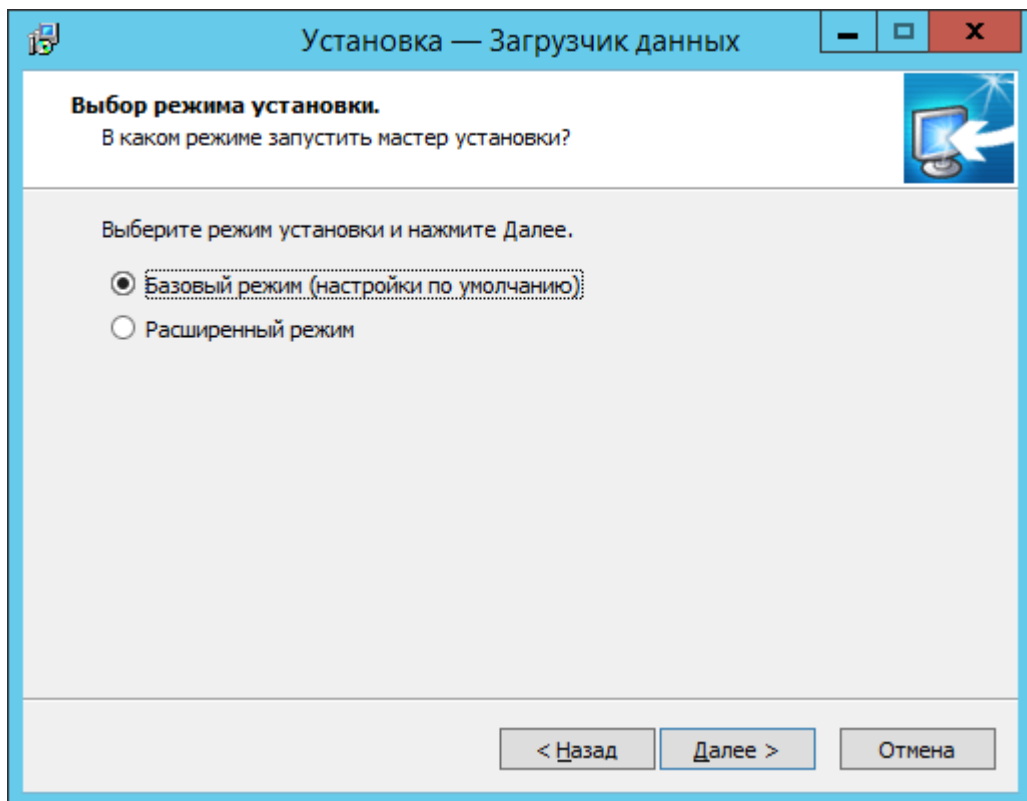 Установка — Загрузчик данных
Выбор режима установки.
В каком режиме запустить мастер установки?
Выберите режим установки и нажмите Далее.
Базовый режим (настройки по умолчанию)
Расширенный режим
< Назад Далее > Отмена